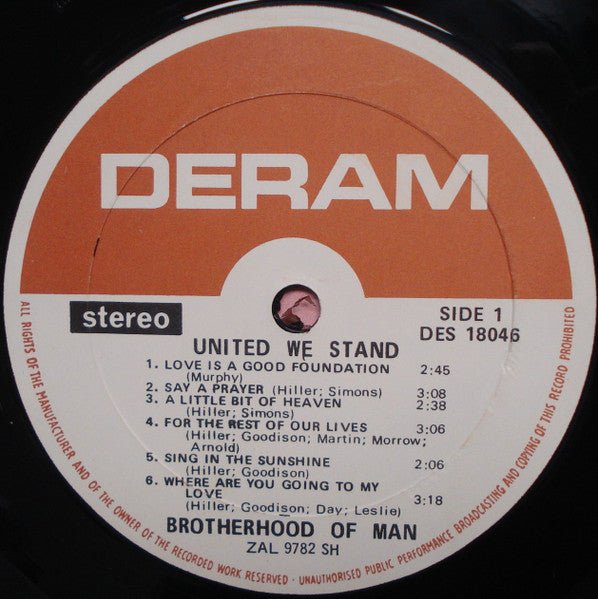 DERAM
stereo
SIDE 1
DES 18046
UNITED WE STAND
1. LOVE IS A GOOD FOUNDATION 2:45
(Murphy)
2. SAY A PRAYER (Hiller; Simons) 3:08
3. A LITTLE BIT OF HEAVEN 2:38
(Hiller; Simons)
4. FOR THE REST OF OUR LIVES 3:06
(Hiller; Goodison; Martin; Morrow;
Arnold)
5. SING IN THE SUNSHINE 2:06
(Hiller; Goodison)
6. WHERE ARE YOU GOING TO MY
LOVE 3:18
(Hiller; Goodison; Day; Leslie)
BROTHERHOOD OF MAN
ZAL 9782 SH
ALL RIGHTS OF THE MANUFACTURER AND OF THE OWNER OF THE RECORDED WORK RESERVED · UNAUTHORISED PUBLIC PERFORMANCE BROADCASTING AND COPYING OF THIS RECORD PROHIBITED